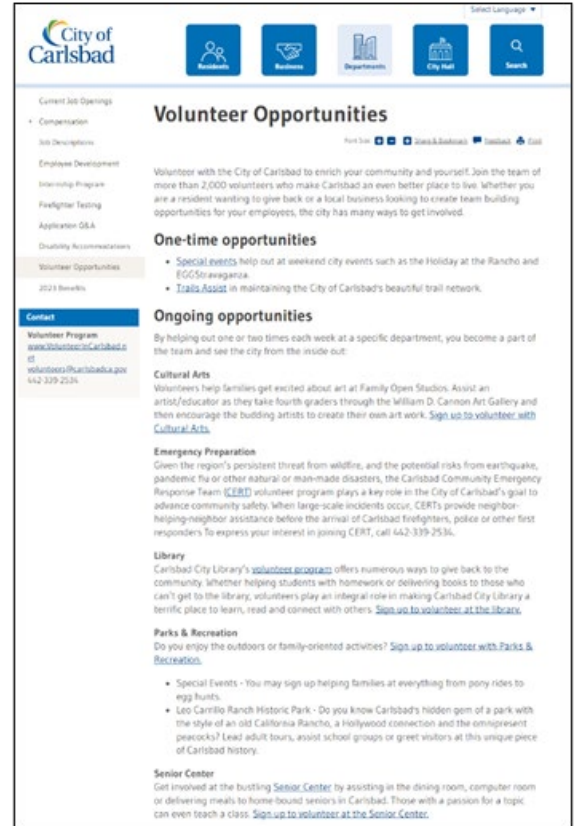 Select Language ▼
City of
Carlsbad
Residents
Business
Departments
City Hall
Search
Current Job Openings
Compensation
Job Descriptions
Employee Development
Internship Program
Firefighter Testing
Application Q&A
Disability Accommodations
Volunteer Opportunities
2023 Benefits
Contact
Volunteer Program
www.VolunteerInCarlsbad.n
et
volunteers@carlsbadca.gov
442-339-2534
Volunteer Opportunities
Font Size: Share & Bookmark Feedback Print
Volunteer with the City of Carlsbad to enrich your community and yourself. Join the team of
more than 2,000 volunteers who make Carlsbad an even better place to live. Whether you
are a resident wanting to give back or a local business looking to create team building
opportunities for your employees, the city has many ways to get involved.
One-time opportunities
• Special events help out at weekend city events such as the Holiday at the Rancho and
EGGStravaganza.
• Trails Assist in maintaining the City of Carlsbad's beautiful trail network.
Ongoing opportunities
By helping out one or two times each week at a specific department, you become a part of
the team and see the city from the inside out:
Cultural Arts
Volunteers help families get excited about art at Family Open Studios. Assist an
artist/educator as they take fourth graders through the William D. Cannon Art Gallery and
then encourage the budding artists to create their own art work. Sign up to volunteer with
Cultural Arts.
Emergency Preparation
Given the region's persistent threat from wildfire, and the potential risks from earthquake,
pandemic flu or other natural or man-made disasters, the Carlsbad Community Emergency
Response Team (CERT) volunteer program plays a key role in the City of Carlsbad's goal to
advance community safety. When large-scale incidents occur, CERTs provide neighbor-
helping-neighbor assistance before the arrival of Carlsbad firefighters, police or other first
responders To express your interest in joining CERT, call 442-339-2534.
Library
Carlsbad City Library's volunteer program offers numerous ways to give back to the
community. Whether helping students with homework or delivering books to those who
can't get to the library, volunteers play an integral role in making Carlsbad City Library a
terrific place to learn, read and connect with others. Sign up to volunteer at the library.
Parks & Recreation
Do you enjoy the outdoors or family-oriented activities? Sign up to volunteer with Parks &
Recreation.
• Special Events - You may sign up helping families at everything from pony rides to
egg hunts.
• Leo Carrillo Ranch Historic Park - Do you know Carlsbad's hidden gem of a park with
the style of an old California Rancho, a Hollywood connection and the omnipresent
peacocks? Lead adult tours, assist school groups or greet visitors at this unique piece
of Carlsbad history.
Senior Center
Get involved at the bustling Senior Center by assisting in the dining room, computer room
or delivering meals to home-bound seniors in Carlsbad. Those with a passion for a topic
can even teach a class. Sign up to volunteer at the Senior Center.